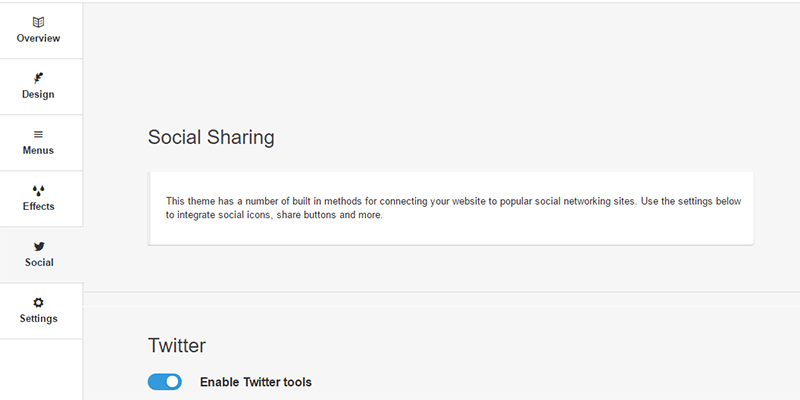 Overview
Design
Menus
Effects
Social
Settings
Social Sharing
This theme has a number of built in methods for connecting your website to popular social networking sites. Use the settings below
to integrate social icons, share buttons and more.
Twitter
Enable Twitter tools